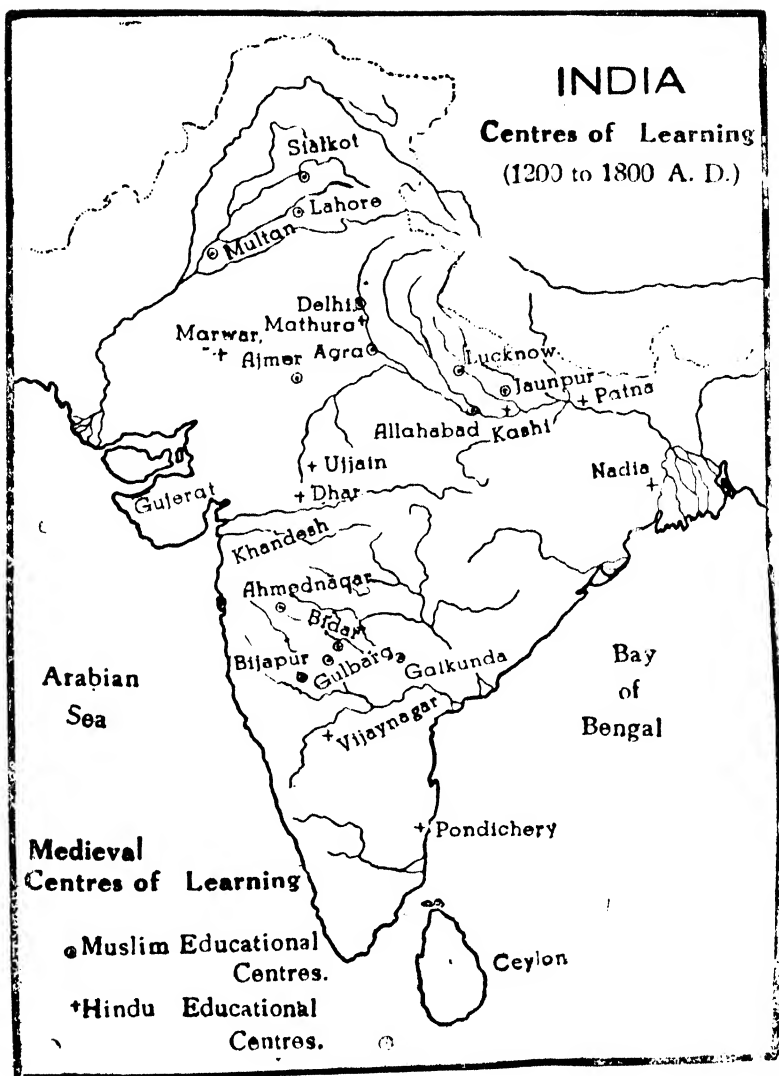 INDIA
Centres of Learning
(1200 to 1800 A. D.)
Sialkot
Lahore
Multan
Delhi
Mathura
Marwar
Ajmer
Agra
Lucknow
Jaunpur
Patna
Allahabad
Kashi
Ujjain
Nadia
Dhar
Gujerat
Khandesh
Ahmednagar
Bidar
Bijapur
Gulbarg
Galkunda
Arabian
Sea
Bay
of
Bengal
Vijaynagar
Pondichery
Medieval
Centres of Learning
Muslim Educational
Centres.
+Hindu Educational
Centres.
Ceylon